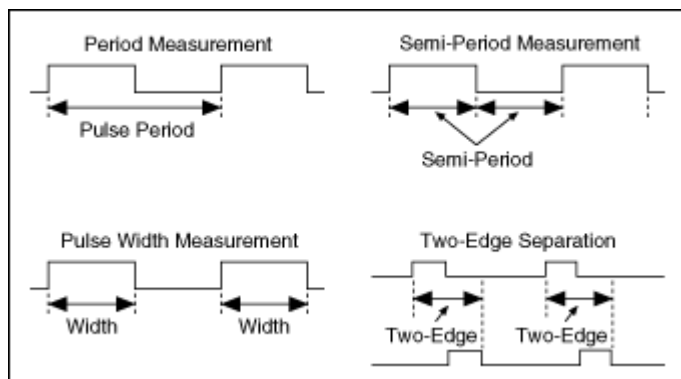 Period Measurement
Pulse Period
Semi-Period Measurement
Semi-Period
Pulse Width Measurement
Width Width
Two-Edge Separation
Two-Edge Two-Edge